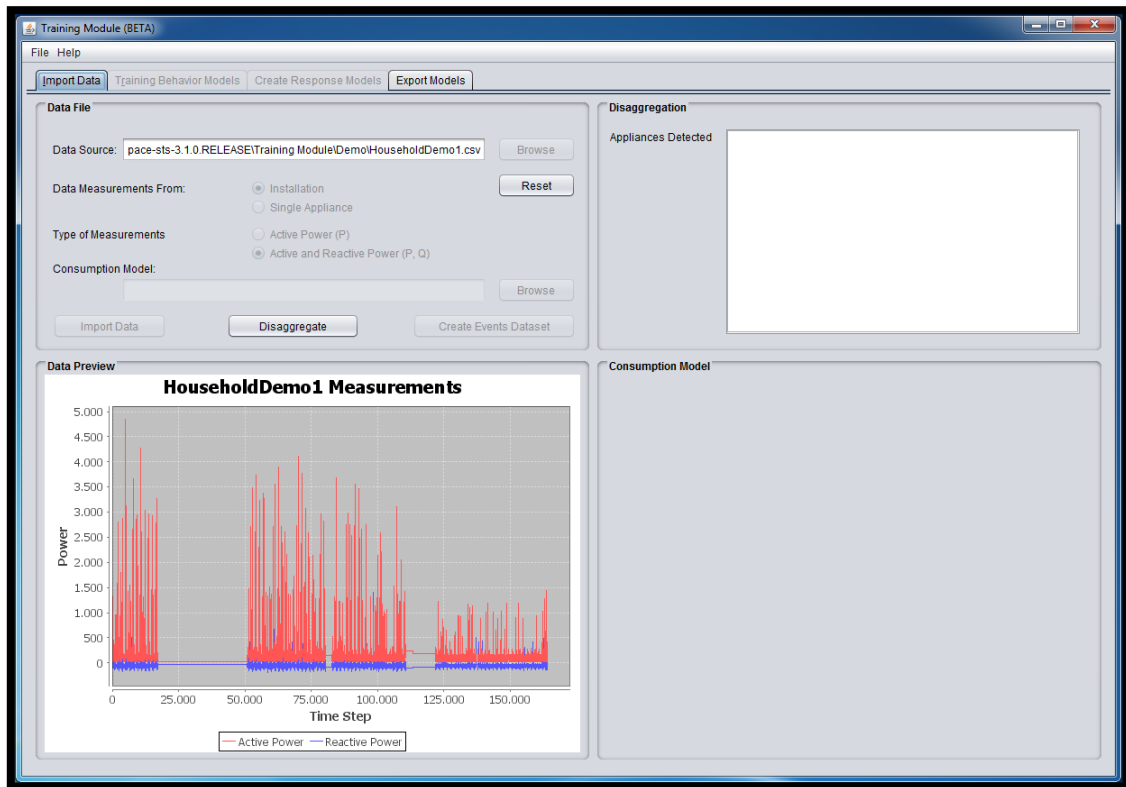 Training Module (BETA)
File Help
Import Data Training Behavior Models Create Response Models Export Models
Data File
Data Source: pace-sts-3.1.0.RELEASE\Training Module\Demo\HouseholdDemo1.csv Browse
Data Measurements From: Installation Reset
Single Appliance
Type of Measurements Active Power (P)
Active and Reactive Power (P, Q)
Consumption Model:
Browse
Import Data Disaggregate Create Events Dataset
Disaggregation
Appliances Detected
Data Preview
HouseholdDemo1 Measurements
5.000
4.500
4.000
3.500
3.000
2.500
2.000
1.500
1.000
500
0
Power
0 25.000 50.000 75.000 100.000 125.000 150.000
Time Step
Active Power Reactive Power
Consumption Model